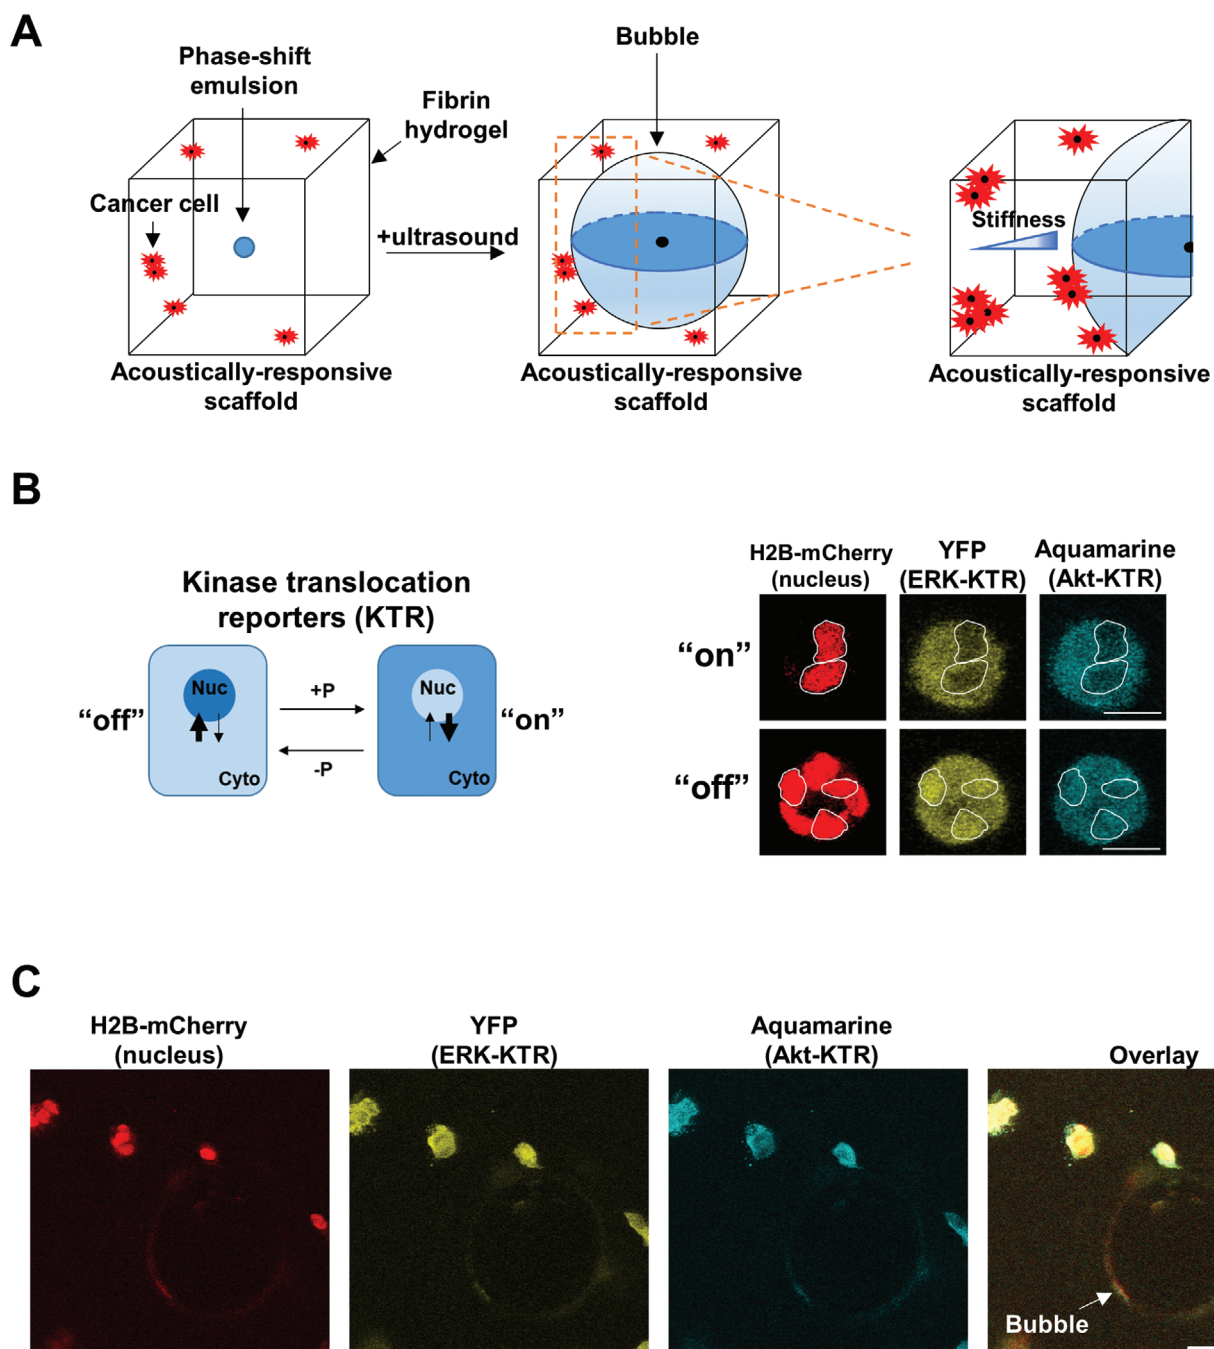 A
Phase-shift
emulsion
Fibrin
hydrogel
Cancer cell
Acoustically-responsive
scaffold
+ultrasound
Bubble
Acoustically-responsive
scaffold
Stiffness
Acoustically-responsive
scaffold
B
Kinase translocation
reporters (KTR)
“off”
Nuc
Cyto
+P
-P
Nuc
Cyto
“on”
H2B-mCherry
(nucleus)
YFP
(ERK-KTR)
Aquamarine
(Akt-KTR)
“on”
“off”
C
H2B-mCherry
(nucleus)
YFP
(ERK-KTR)
Aquamarine
(Akt-KTR)
Overlay
Bubble